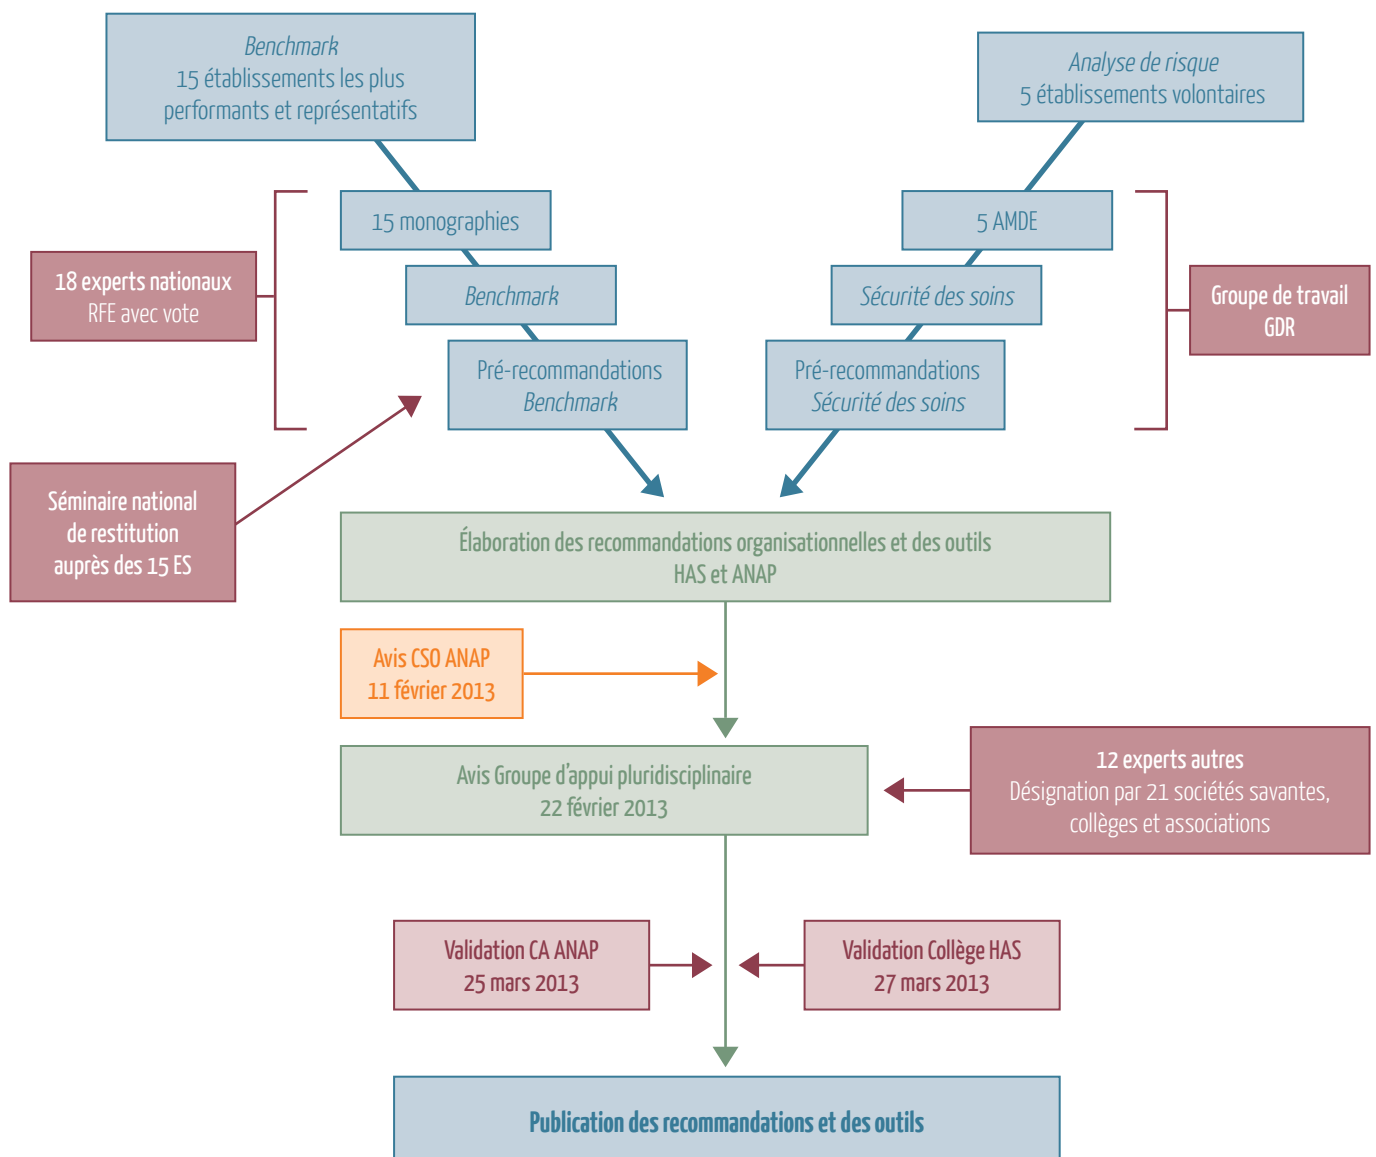 Benchmark
15 établissements les plus
performants et représentatifs
Analyse de risque
5 établissements volontaires
15 monographies
5 AMDE
18 experts nationaux
RFE avec vote
Benchmark
Sécurité des soins
Groupe de travail
GDR
Pré-recommandations
Benchmark
Pré-recommandations
Sécurité des soins
Séminaire national
de restitution
auprès des 15 ES
Élaboration des recommandations organisationnelles et des outils
HAS et ANAP
Avis CSO ANAP
11 février 2013
Avis Groupe d’appui pluridisciplinaire
22 février 2013
12 experts autres
Désignation par 21 sociétés savantes,
collèges et associations
Validation CA ANAP
25 mars 2013
Validation Collège HAS
27 mars 2013
Publication des recommandations et des outils